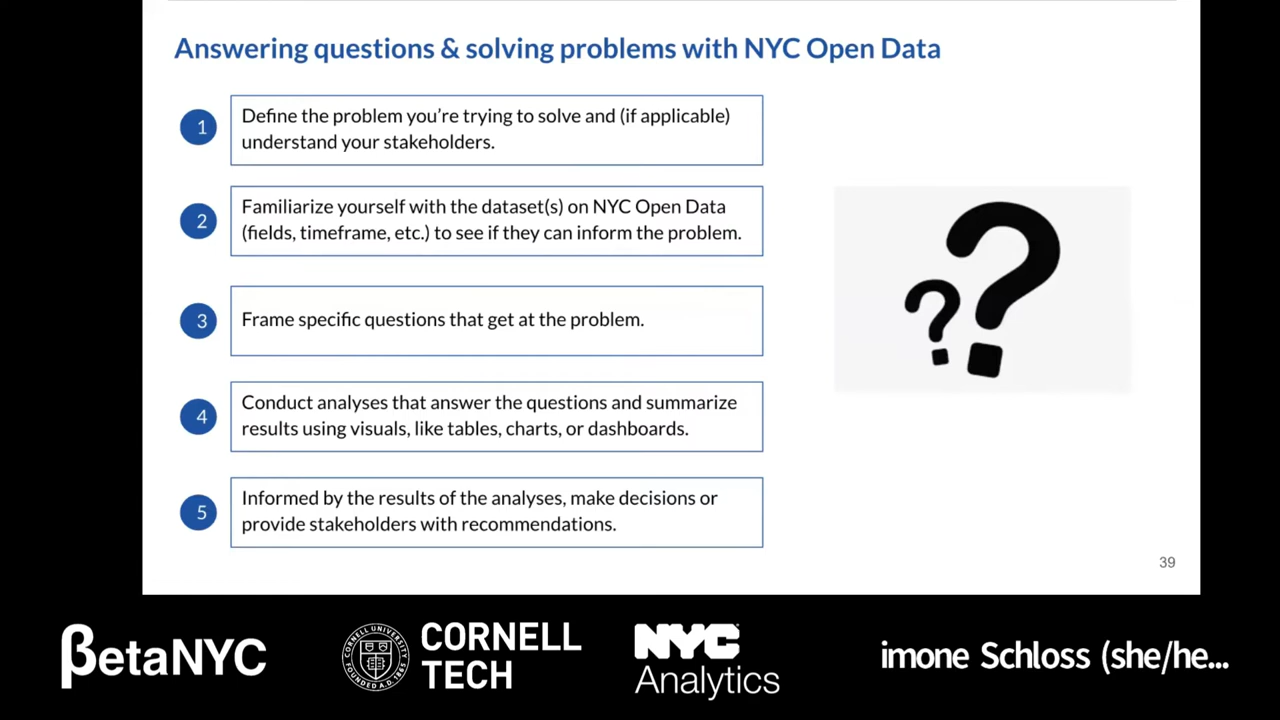 Answering questions & solving problems with NYC Open Data
1
Define the problem you’re trying to solve and (if applicable)
understand your stakeholders.
2
Familiarize yourself with the dataset(s) on NYC Open Data
(fields, timeframe, etc.) to see if they can inform the problem.
3
Frame specific questions that get at the problem.
4
Conduct analyses that answer the questions and summarize
results using visuals, like tables, charts, or dashboards.
5
Informed by the results of the analyses, make decisions or
provide stakeholders with recommendations.
??
39
βetaNYC
CORNELL UNIVERSITY
FOUNDED A.D. 1865
CORNELL
TECH
NYC
Analytics
imone Schloss (she/he...